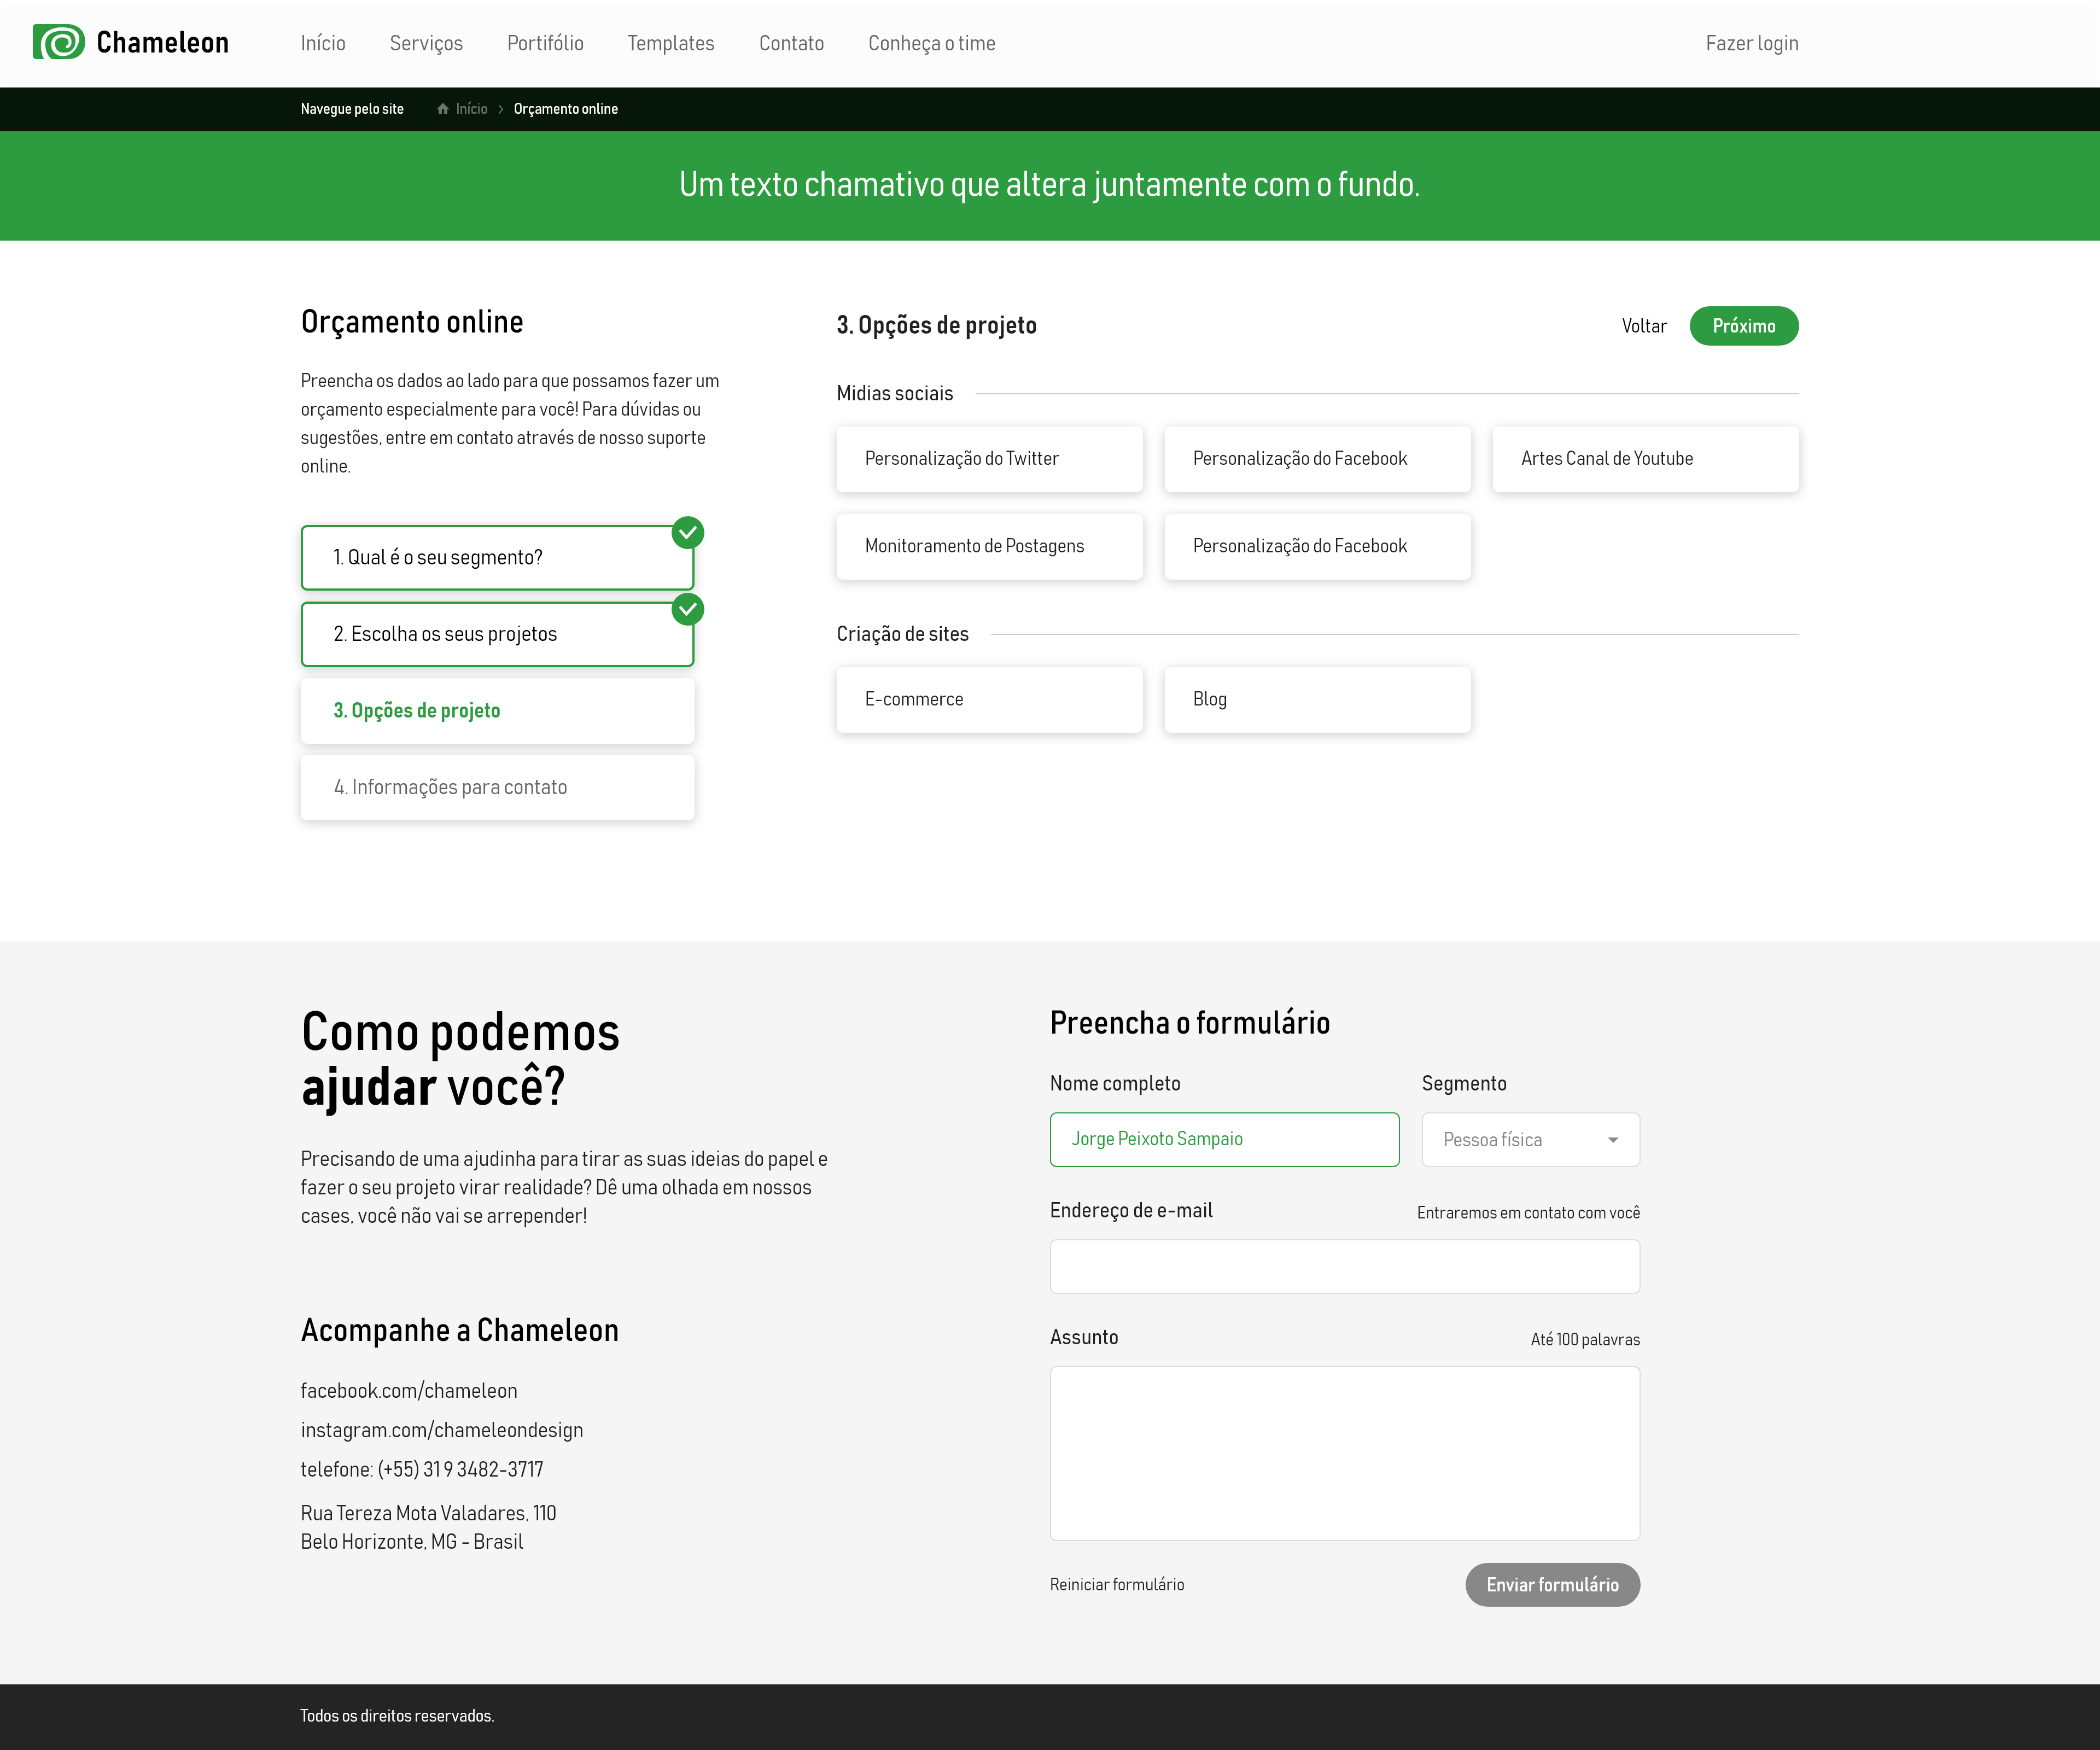 Chameleon
Início
Serviços
Portifólio
Templates
Contato
Conheça o time
Fazer login
Navegue pelo site
Início
Orçamento online
Um texto chamativo que altera juntamente com o fundo.
Orçamento online
Preencha os dados ao lado para que possamos fazer um
orçamento especialmente para você! Para dúvidas ou
sugestões, entre em contato através de nosso suporte
online.
1. Qual é o seu segmento?
2. Escolha os seus projetos
3. Opções de projeto
4. Informações para contato
3. Opções de projeto
Voltar
Próximo
Midias sociais
Personalização do Twitter
Personalização do Facebook
Artes Canal de Youtube
Monitoramento de Postagens
Personalização do Facebook
Criação de sites
E-commerce
Blog
Como podemos
ajudar você?
Precisando de uma ajudinha para tirar as suas ideias do papel e
fazer o seu projeto virar realidade? Dê uma olhada em nossos
cases, você não vai se arrepender!
Acompanhe a Chameleon
facebook.com/chameleon
instagram.com/chameleondesign
telefone: (+55) 31 9 3482-3717
Rua Tereza Mota Valadares, 110
Belo Horizonte, MG - Brasil
Preencha o formulário
Nome completo
Segmento
Jorge Peixoto Sampaio
Pessoa física
Endereço de e-mail
Entraremos em contato com você
Assunto
Até 100 palavras
Reiniciar formulário
Enviar formulário
Todos os direitos reservados.